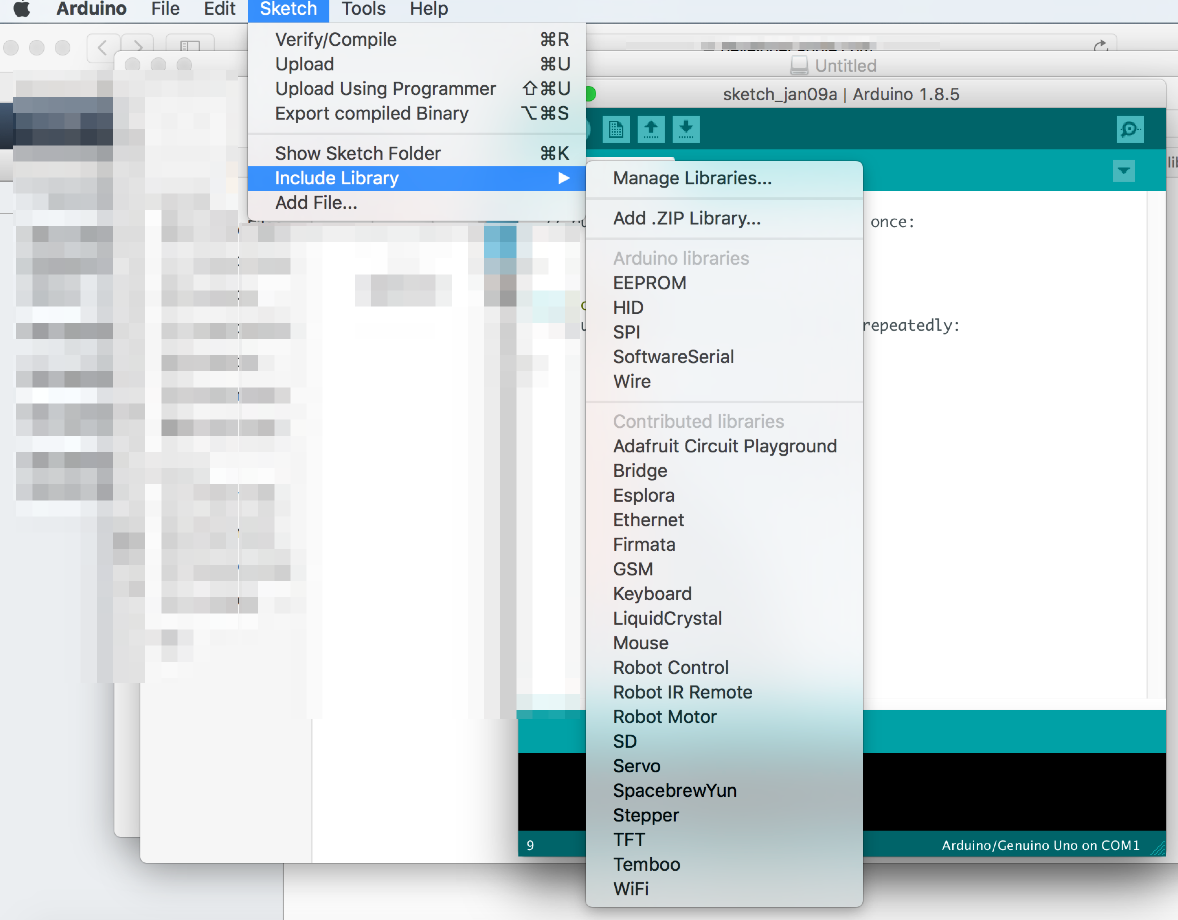 Arduino File Edit Sketch Tools Help
Verify/Compile ⌘R
Upload ⌘U
Upload Using Programmer ⇧⌘U
Export compiled Binary ⌥⌘S
Show Sketch Folder ⌘K
Include Library ▶
Add File...
Untitled
sketch_jan09a | Arduino 1.8.5
Manage Libraries...
Add .ZIP Library...
Arduino libraries
EEPROM
HID
SPI
SoftwareSerial
Wire
Contributed libraries
Adafruit Circuit Playground
Bridge
Esplora
Ethernet
Firmata
GSM
Keyboard
LiquidCrystal
Mouse
Robot Control
Robot IR Remote
Robot Motor
SD
Servo
SpacebrewYun
Stepper
TFT
Temboo
WiFi
once:
repeatedly:
9
Arduino/Genuino Uno on COM1